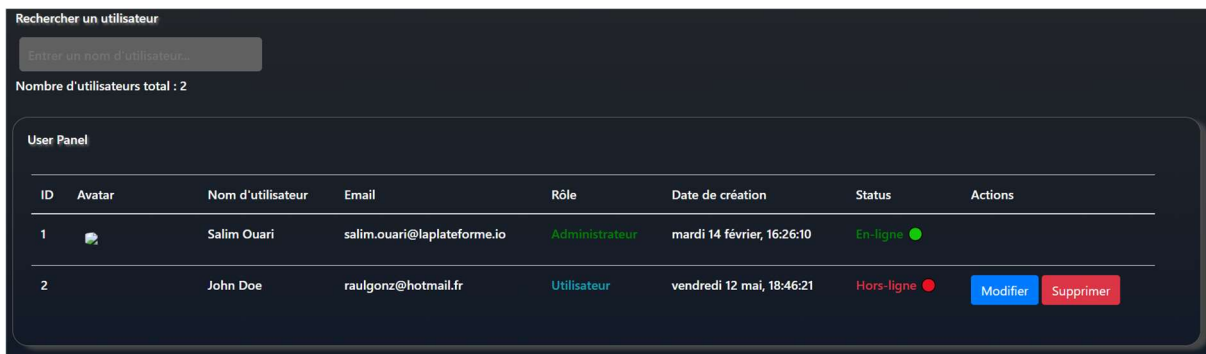 Rechercher un utilisateur
Entrer un nom d'utilisateur...
Nombre d'utilisateurs total : 2
User Panel
ID Avatar Nom d'utilisateur Email Rôle Date de création Status Actions
1 Salim Ouari salim.ouari@laplateforme.io Administrateur mardi 14 février, 16:26:10 En-ligne
2 John Doe raulgonz@hotmail.fr Utilisateur vendredi 12 mai, 18:46:21 Hors-ligne Modifier Supprimer